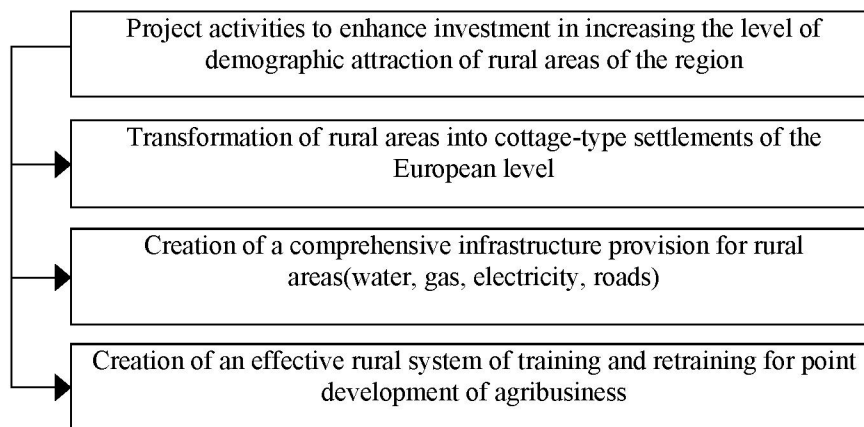 Project activities to enhance investment in increasing the level of
demographic attraction of rural areas of the region
Transformation of rural areas into cottage-type settlements of the
European level
Creation of a comprehensive infrastructure provision for rural
areas(water, gas, electricity, roads)
Creation of an effective rural system of training and retraining for point
development of agribusiness